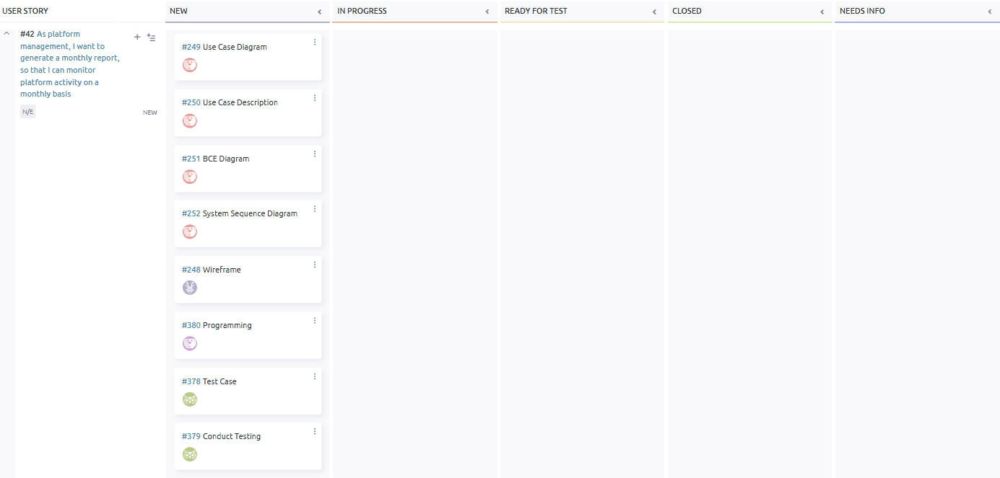 USER STORY
NEW
IN PROGRESS
READY FOR TEST
CLOSED
NEEDS INFO
#42 As platform
management, I want to
generate a monthly report,
so that I can monitor
platform activity on a
monthly basis
N/E
NEW
#249 Use Case Diagram
#250 Use Case Description
#251 BCE Diagram
#252 System Sequence Diagram
#248 Wireframe
#380 Programming
#378 Test Case
#379 Conduct Testing